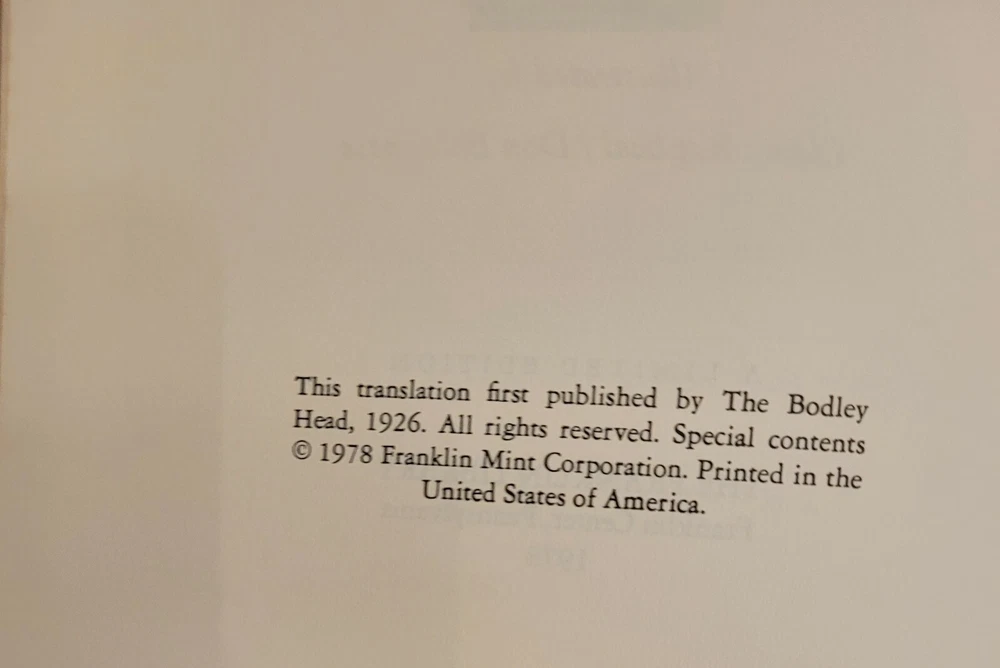 This translation first published by The Bodley
Head, 1926. All rights reserved. Special contents
© 1978 Franklin Mint Corporation. Printed in the
United States of America.